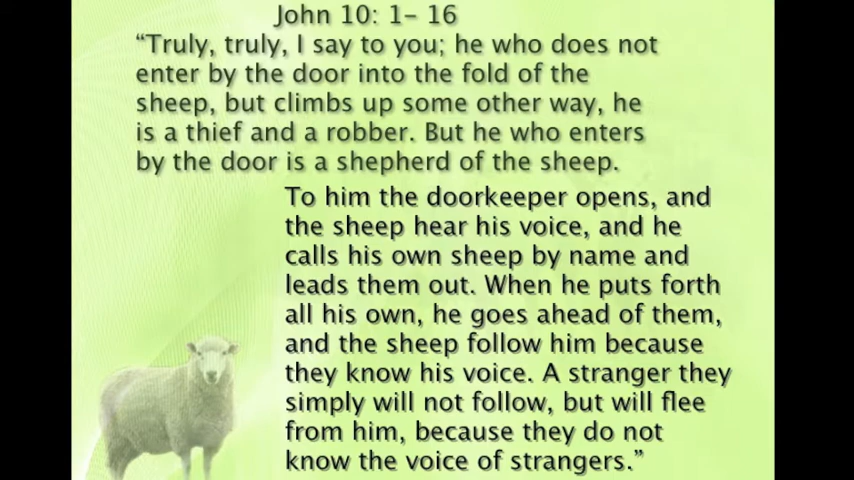 John 10: 1- 16
“Truly, truly, I say to you; he who does not
enter by the door into the fold of the
sheep, but climbs up some other way, he
is a thief and a robber. But he who enters
by the door is a shepherd of the sheep.
To him the doorkeeper opens, and
the sheep hear his voice, and he
calls his own sheep by name and
leads them out. When he puts forth
all his own, he goes ahead of them,
and the sheep follow him because
they know his voice. A stranger they
simply will not follow, but will flee
from him, because they do not
know the voice of strangers.”